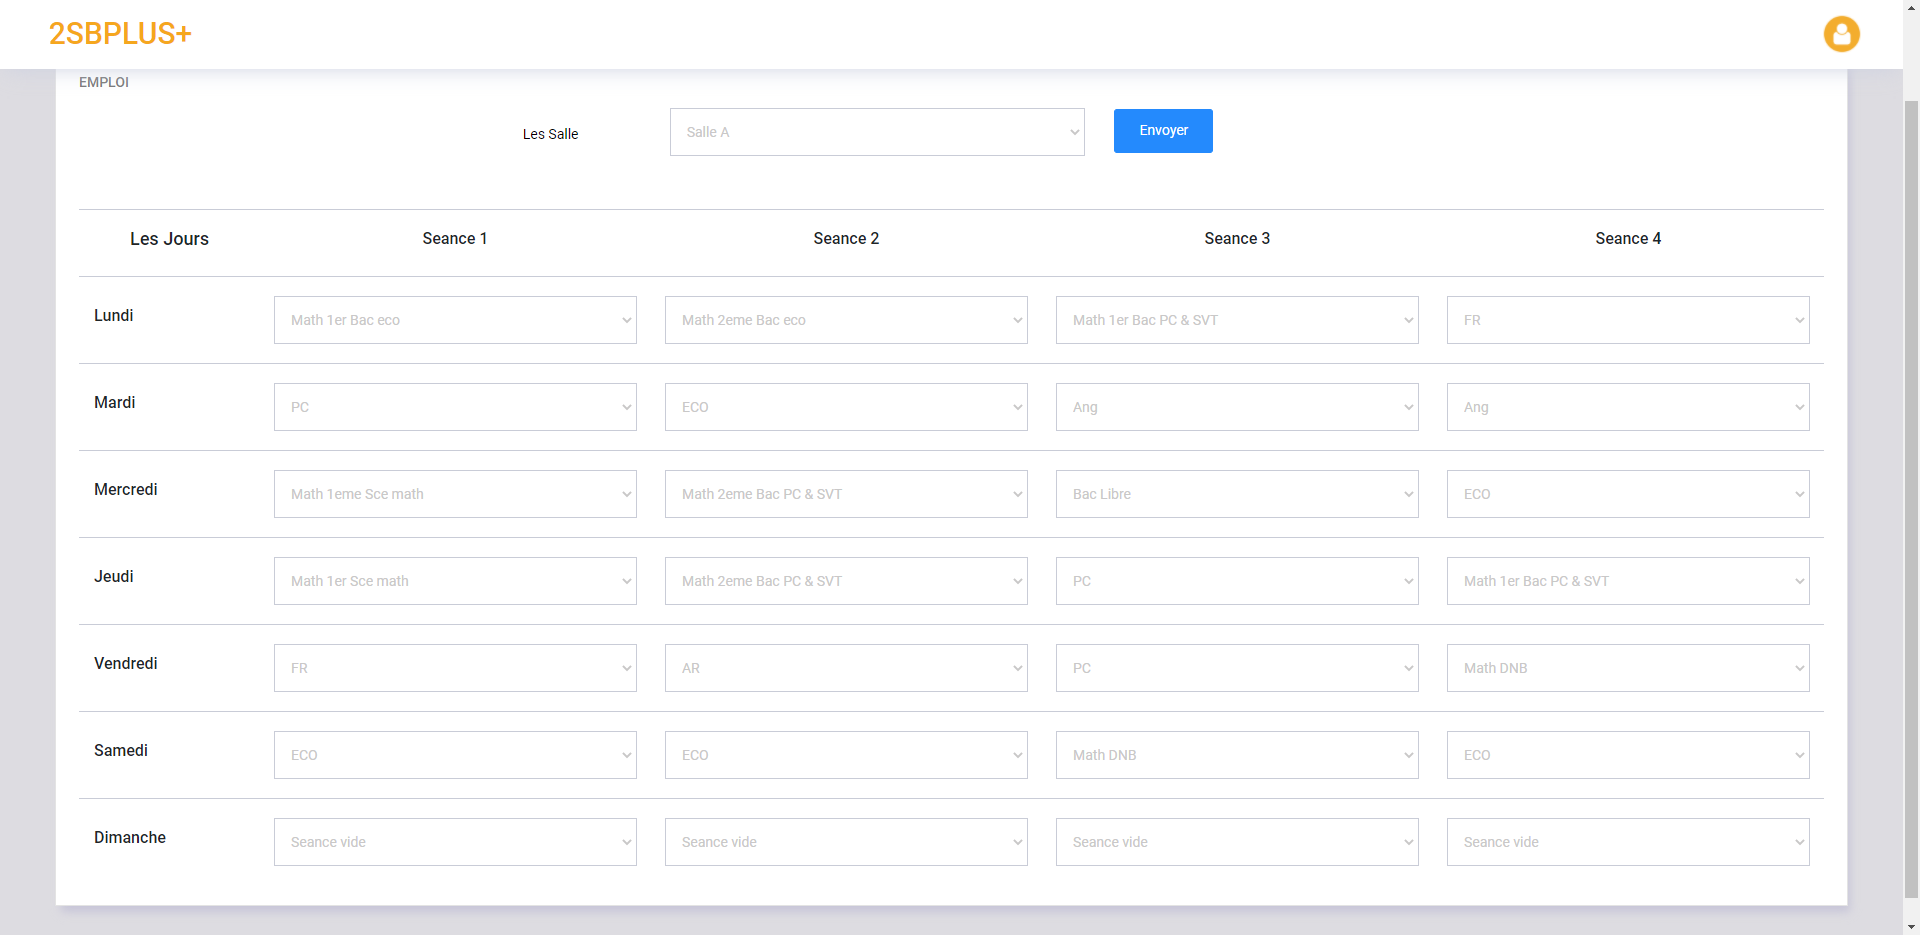 2SBPLUS+
EMPLOI
Les Salle Salle A Envoyer
Les Jours Seance 1 Seance 2 Seance 3 Seance 4
Lundi Math 1er Bac eco Math 2eme Bac eco Math 1er Bac PC & SVT FR
Mardi PC ECO Ang Ang
Mercredi Math 1eme Sce math Math 2eme Bac PC & SVT Bac Libre ECO
Jeudi Math 1er Sce math Math 2eme Bac PC & SVT PC Math 1er Bac PC & SVT
Vendredi FR AR PC Math DNB
Samedi ECO ECO Math DNB ECO
Dimanche Seance vide Seance vide Seance vide Seance vide